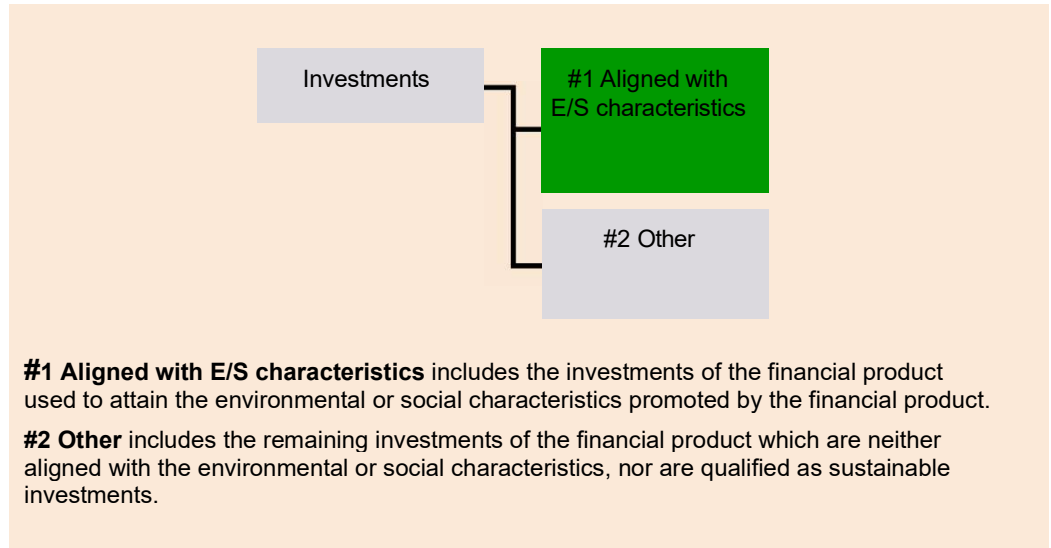 Investments
#1 Aligned with
E/S characteristics
#2 Other
#1 Aligned with E/S characteristics includes the investments of the financial product
used to attain the environmental or social characteristics promoted by the financial product.
#2 Other includes the remaining investments of the financial product which are neither
aligned with the environmental or social characteristics, nor are qualified as sustainable
investments.